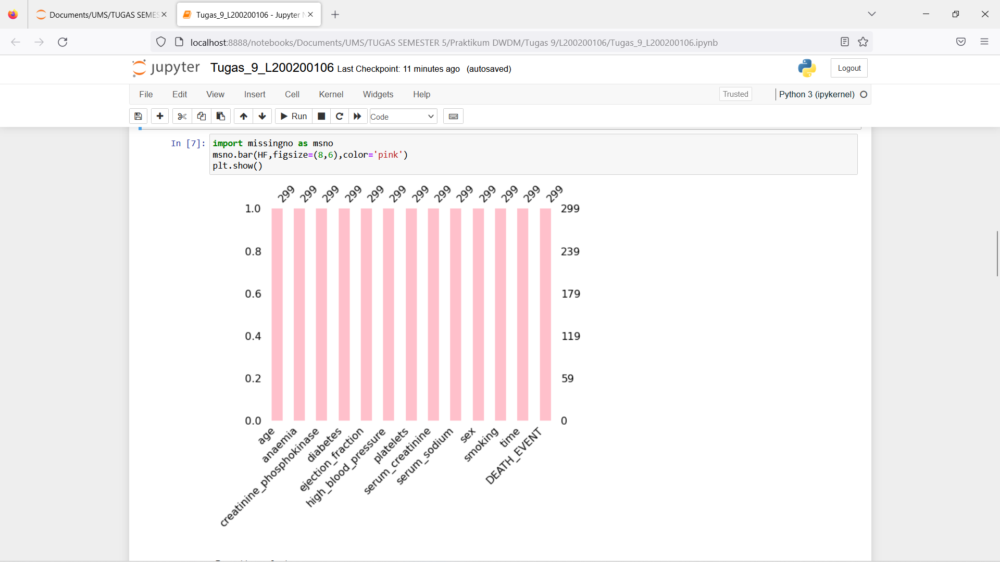 Documents/UMS/TUGAS SEMES
Tugas_9_L200200106 - Jupyter N
localhost:8888/notebooks/Documents/UMS/TUGAS SEMESTER 5/Praktikum DWDM/Tugas 9/L200200106/Tugas_9_L200200106.ipynb
jupyter Tugas_9_L200200106 Last Checkpoint: 11 minutes ago (autosaved)
Logout
File Edit View Insert Cell Kernel Widgets Help
Trusted
Python 3 (ipykernel)
Run
Code
In [7]:
import missingno as msno
msno.bar(HF,figsize=(8,6),color='pink')
plt.show()
299 299 299 299 299 299 299 299 299 299 299 299 299
1.0 299
0.8 239
0.6 179
0.4 119
0.2 59
0.0 0
age
anaemia
creatinine_phosphokinase
diabetes
ejection_fraction
high_blood_pressure
platelets
serum_creatinine
serum_sodium
sex
smoking
time
DEATH_EVENT